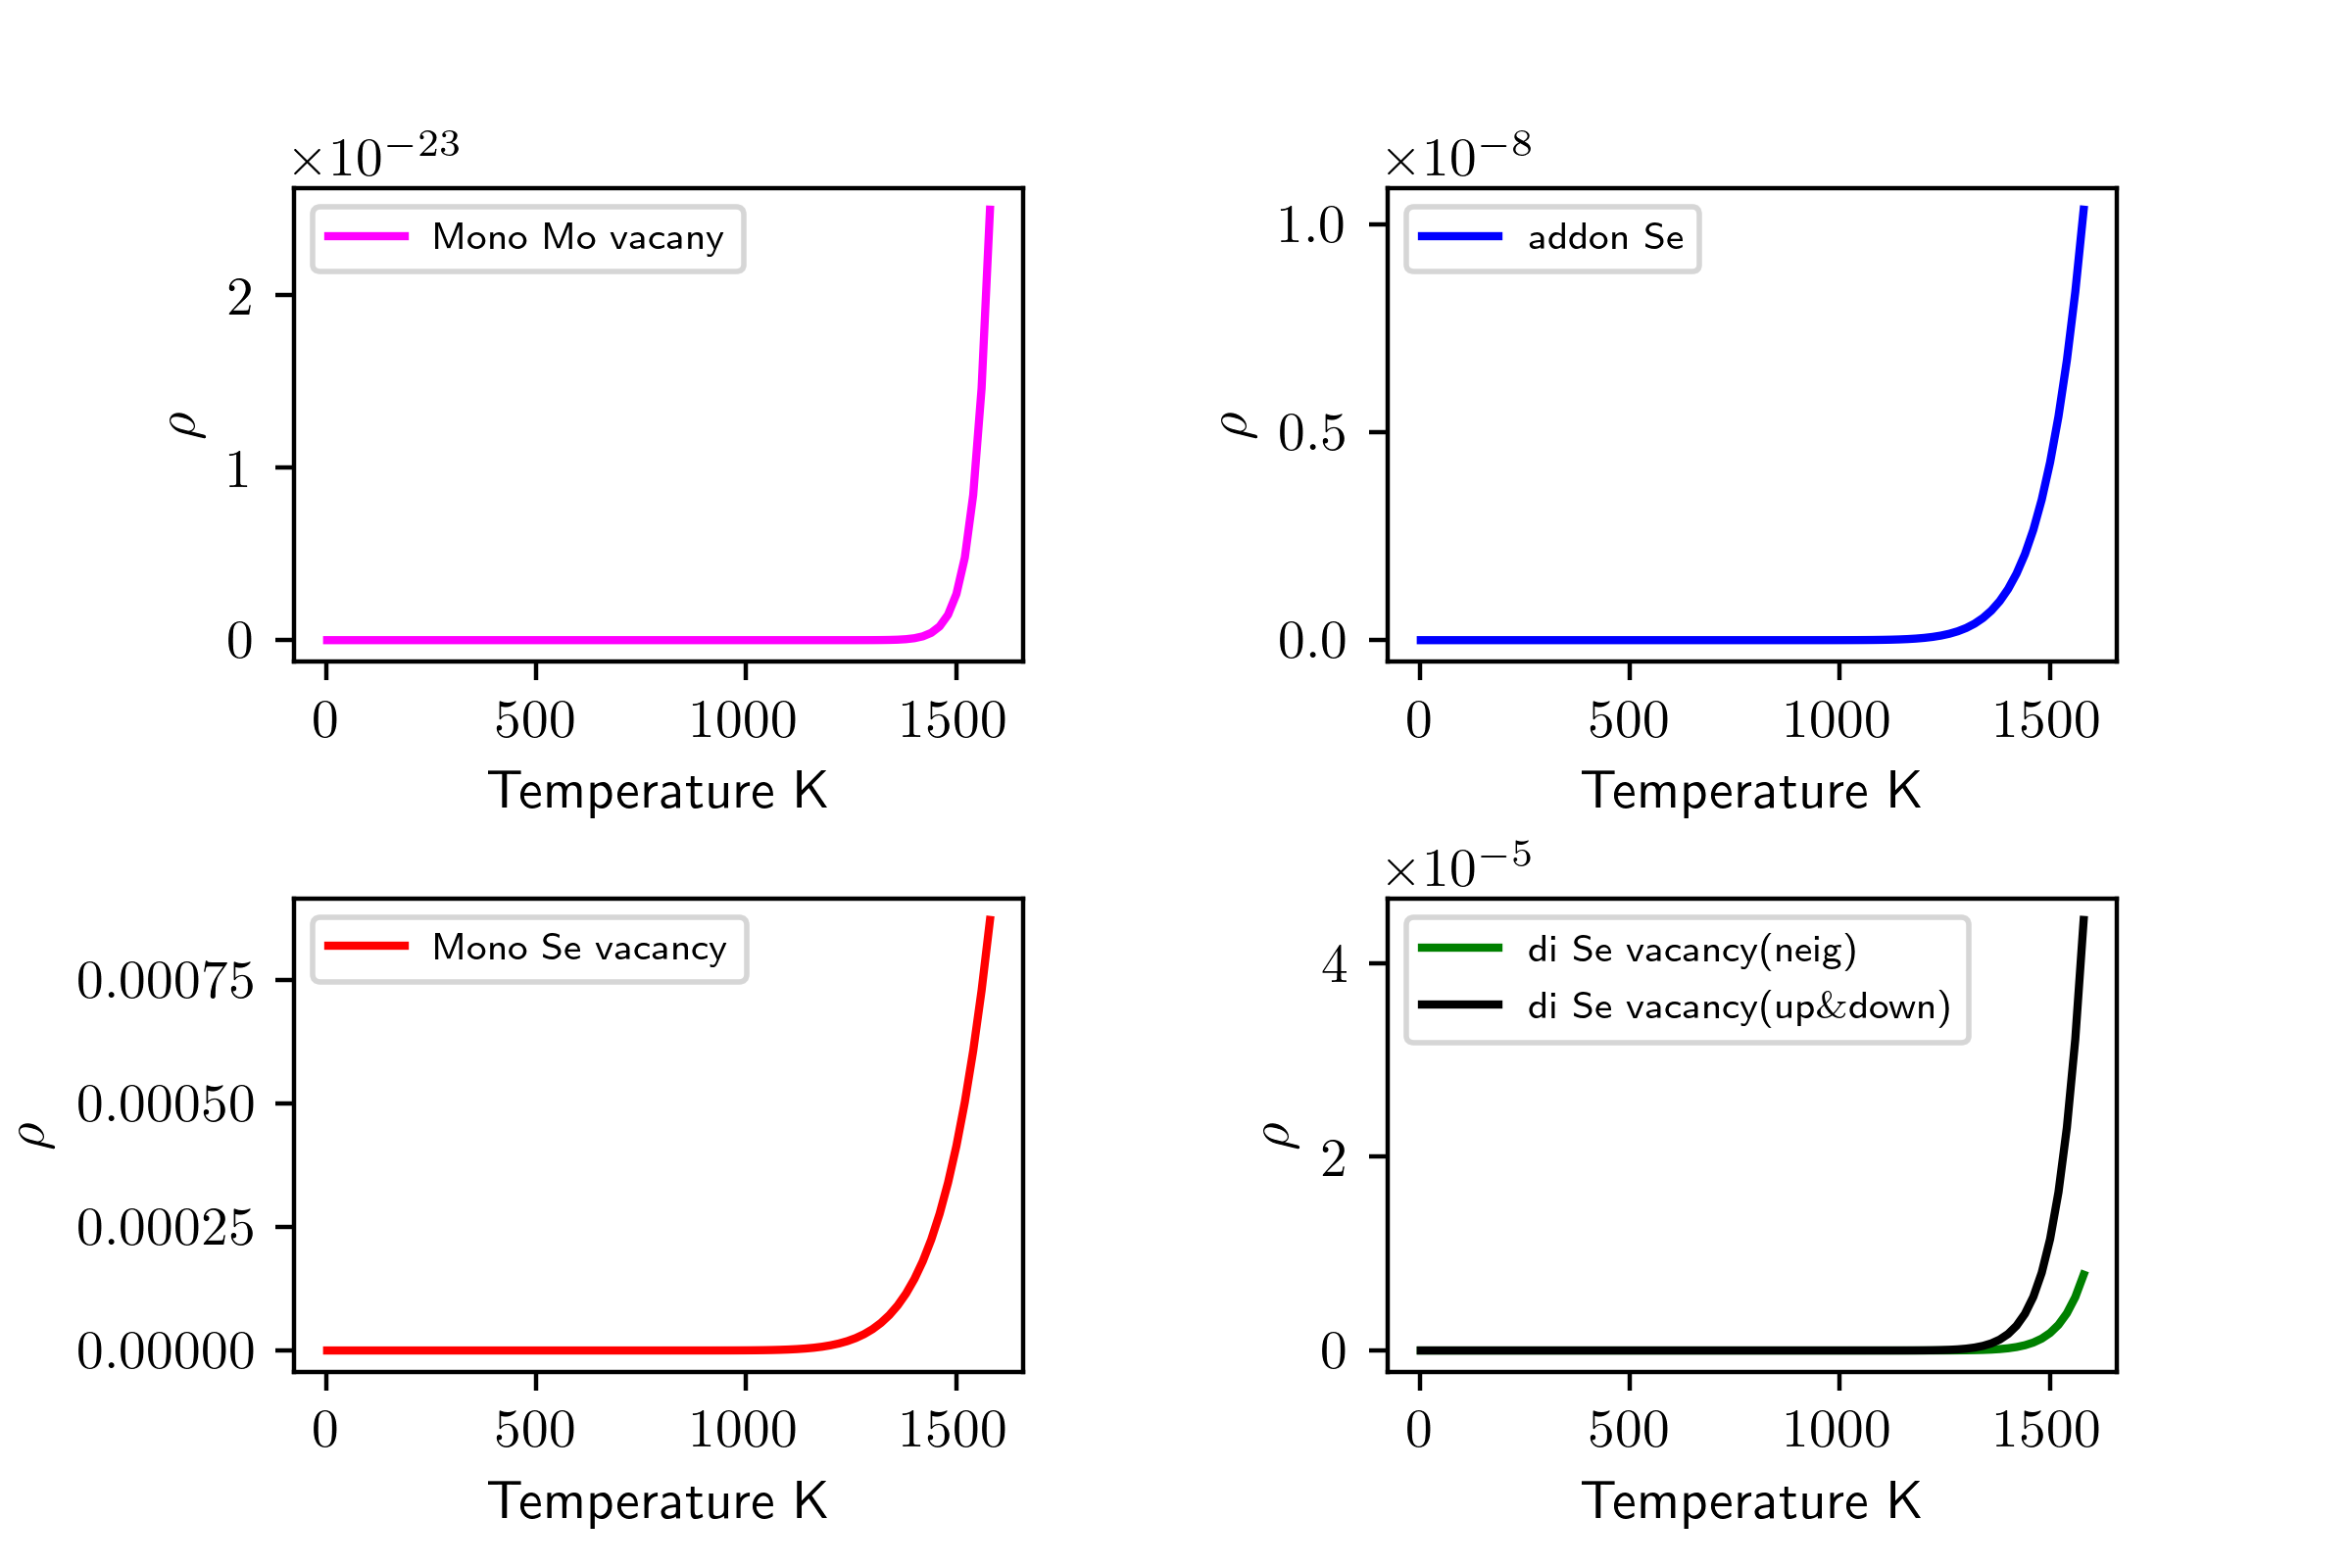 ×10⁻²³
Mono Mo vacany
2
1
0
ρ
0 500 1000 1500
Temperature K
×10⁻⁸
addon Se
1.0
0.5
0.0
ρ
0 500 1000 1500
Temperature K
Mono Se vacancy
0.00075
0.00050
0.00025
0.00000
ρ
0 500 1000 1500
Temperature K
×10⁻⁵
di Se vacancy(neig)
di Se vacancy(up&down)
4
2
0
ρ
0 500 1000 1500
Temperature K